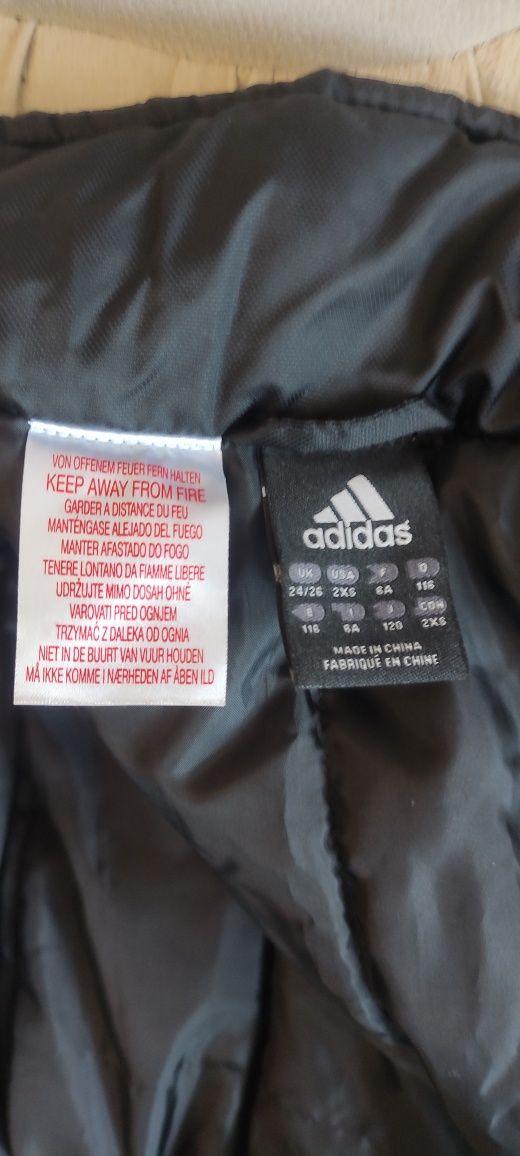 VON OFFENEM FEUER FERN HALTEN
KEEP AWAY FROM FIRE
GARDER A DISTANCE DU FEU
MANTÉNGASE ALEJADO DEL FUEGO
MANTER AFASTADO DO FOGO
TENERE LONTANO DA FIAMME LIBERE
UDRŽUJTE MIMO DOSAH OHNĚ
VAROVATI PRED OGNJEM
TRZYMAĆ Z DALEKA OD OGNIA
NIET IN DE BUURT VAN VUUR HOUDEN
MÅ IKKE KOMME I NÆRHEDEN AF ÅBEN ILD
adidas
UK USA F D
24/26 2XS 6A 116
E I J CDN
116 6A 120 2XS
MADE IN CHINA
FABRIQUÉ EN CHINE